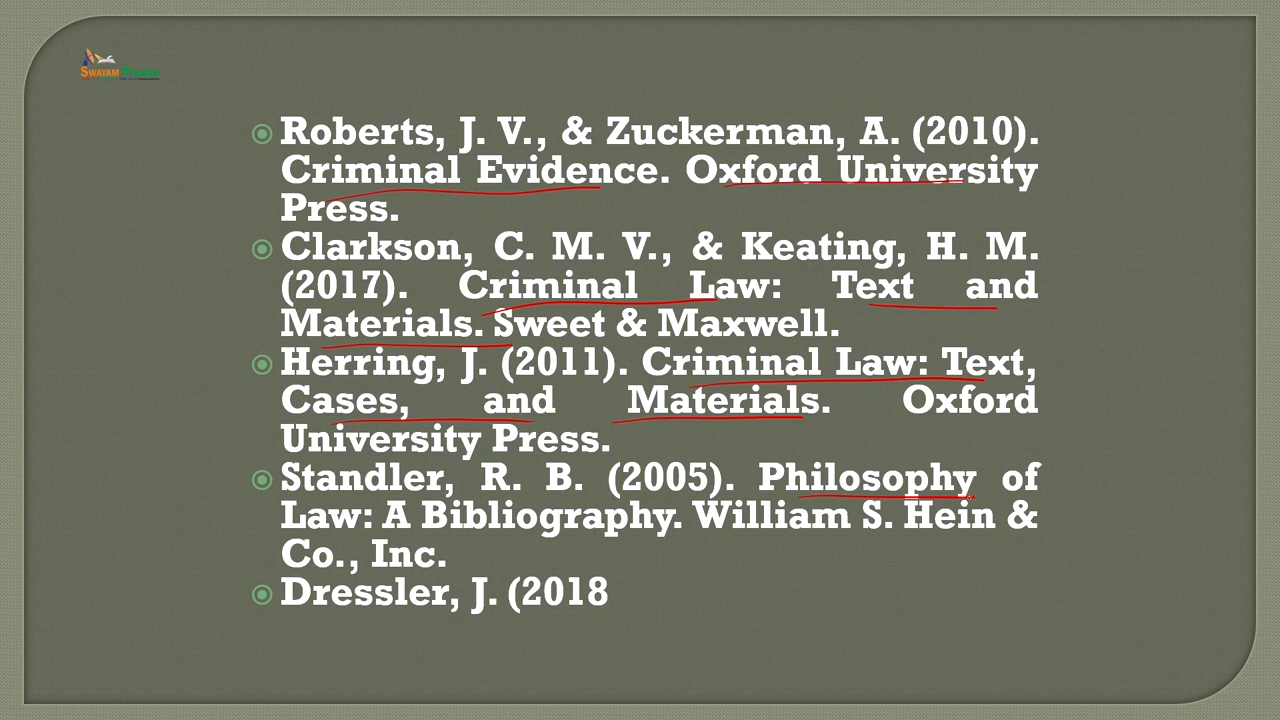 SWAYAM Prabha
Roberts, J. V., & Zuckerman, A. (2010).
Criminal Evidence. Oxford University
Press.
Clarkson, C. M. V., & Keating, H. M.
(2017). Criminal Law: Text and
Materials. Sweet & Maxwell.
Herring, J. (2011). Criminal Law: Text,
Cases, and Materials. Oxford
University Press.
Standler, R. B. (2005). Philosophy of
Law: A Bibliography. William S. Hein &
Co., Inc.
Dressler, J. (2018